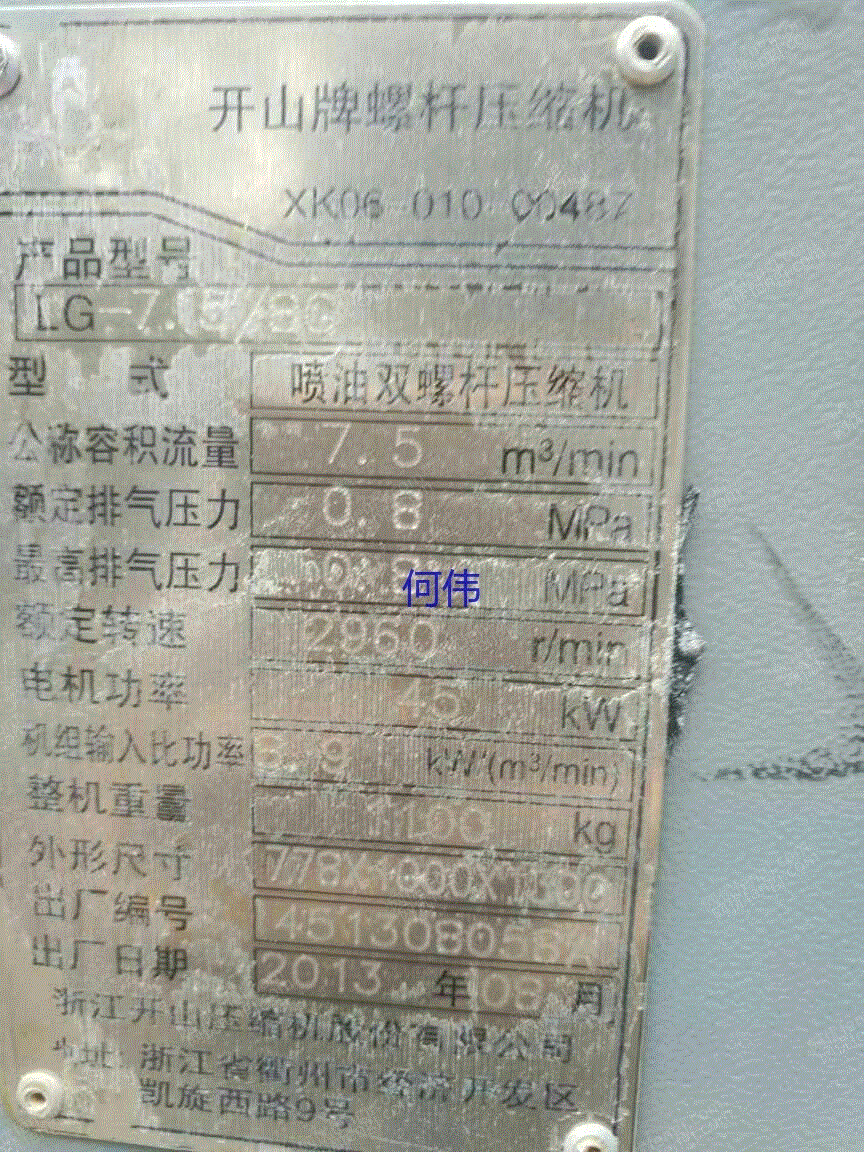 开山牌螺杆压缩机
XK06 010 00487
产品型号
LG-7.5/8G
型 式 喷油双螺杆压缩机
公称容积流量 7.5 m³/min
额定排气压力 0.8 MPa
最高排气压力 MPa
何伟
额定转速 2960 r/min
电机功率 45 kW
机组输入比功率 kW/(m³/min)
整机重量 1100 kg
外形尺寸
出厂编号
出厂日期 2013 年 08 月
浙江开山压缩机股份有限公司
地址: 浙江省衢州市经济开发区
凯旋西路9号